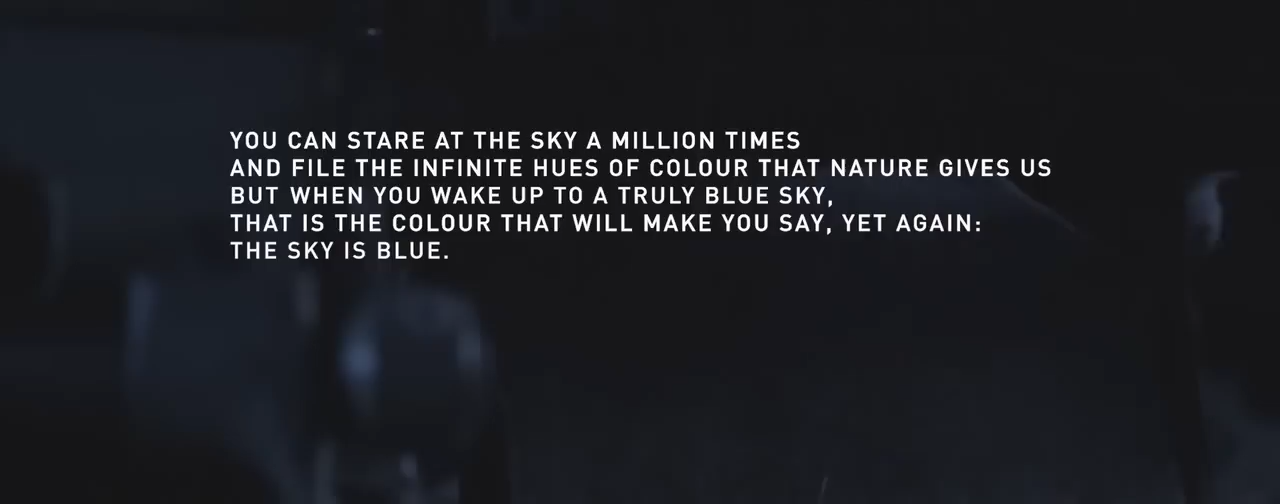 YOU CAN STARE AT THE SKY A MILLION TIMES
AND FILE THE INFINITE HUES OF COLOUR THAT NATURE GIVES US
BUT WHEN YOU WAKE UP TO A TRULY BLUE SKY,
THAT IS THE COLOUR THAT WILL MAKE YOU SAY, YET AGAIN:
THE SKY IS BLUE.